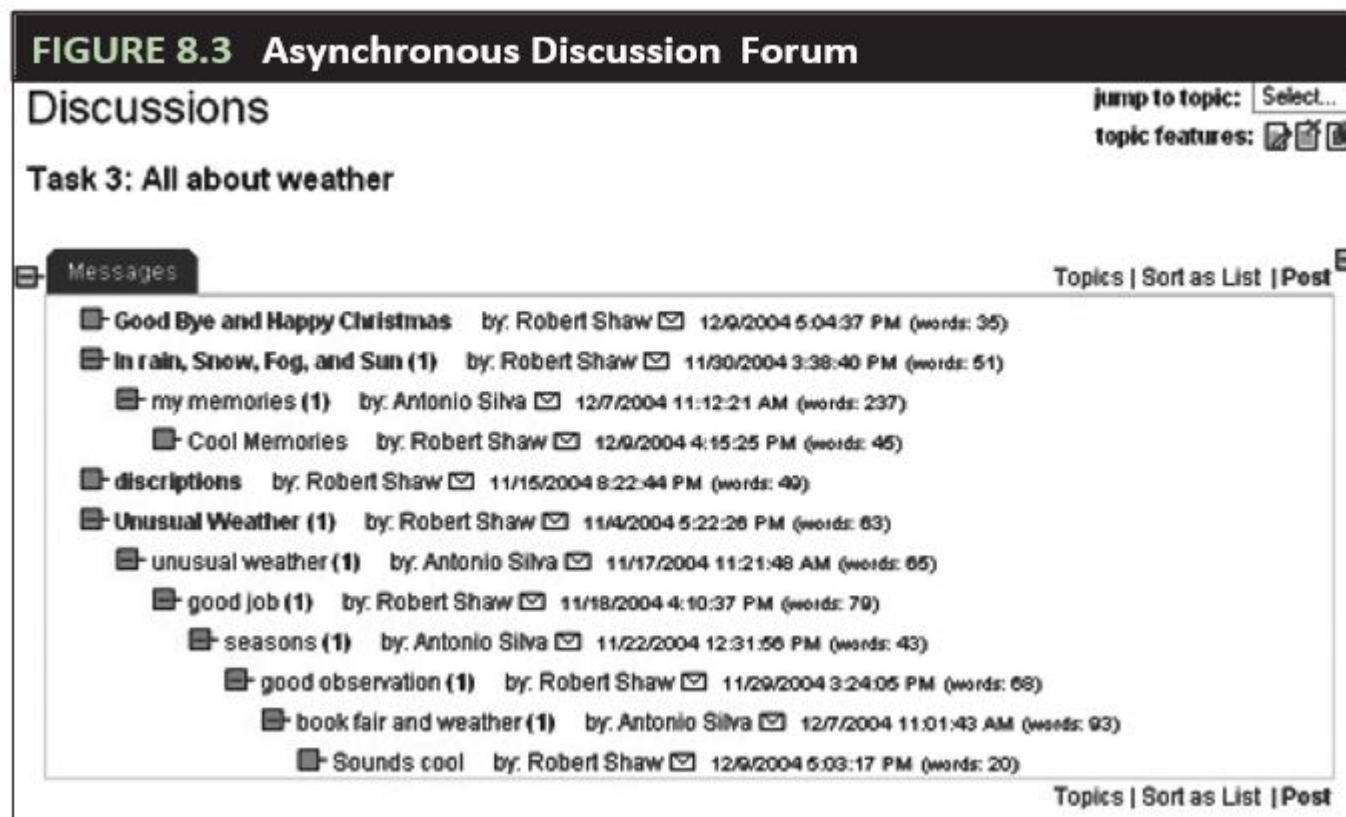 FIGURE 8.3 Asynchronous Discussion Forum
Discussions
jump to topic: Select...
topic features:
Task 3: All about weather
Messages
Topics | Sort as List | Post
Good Bye and Happy Christmas by: Robert Shaw 12/9/2004 5:04:37 PM (words: 35)
In rain, Snow, Fog, and Sun (1) by: Robert Shaw 11/30/2004 3:38:40 PM (words: 51)
my memories (1) by: Antonio Silva 12/7/2004 11:12:21 AM (words: 237)
Cool Memories by: Robert Shaw 12/9/2004 4:15:25 PM (words: 45)
discriptions by: Robert Shaw 11/15/2004 8:22:44 PM (words: 49)
Unusual Weather (1) by: Robert Shaw 11/4/2004 5:22:26 PM (words: 63)
unusual weather (1) by: Antonio Silva 11/17/2004 11:21:48 AM (words: 65)
good job (1) by: Robert Shaw 11/18/2004 4:10:37 PM (words: 79)
seasons (1) by: Antonio Silva 11/22/2004 12:31:56 PM (words: 43)
good observation (1) by: Robert Shaw 11/29/2004 3:24:05 PM (words: 68)
book fair and weather (1) by: Antonio Silva 12/7/2004 11:01:43 AM (words: 93)
Sounds cool by: Robert Shaw 12/9/2004 5:03:17 PM (words: 20)
Topics | Sort as List | Post